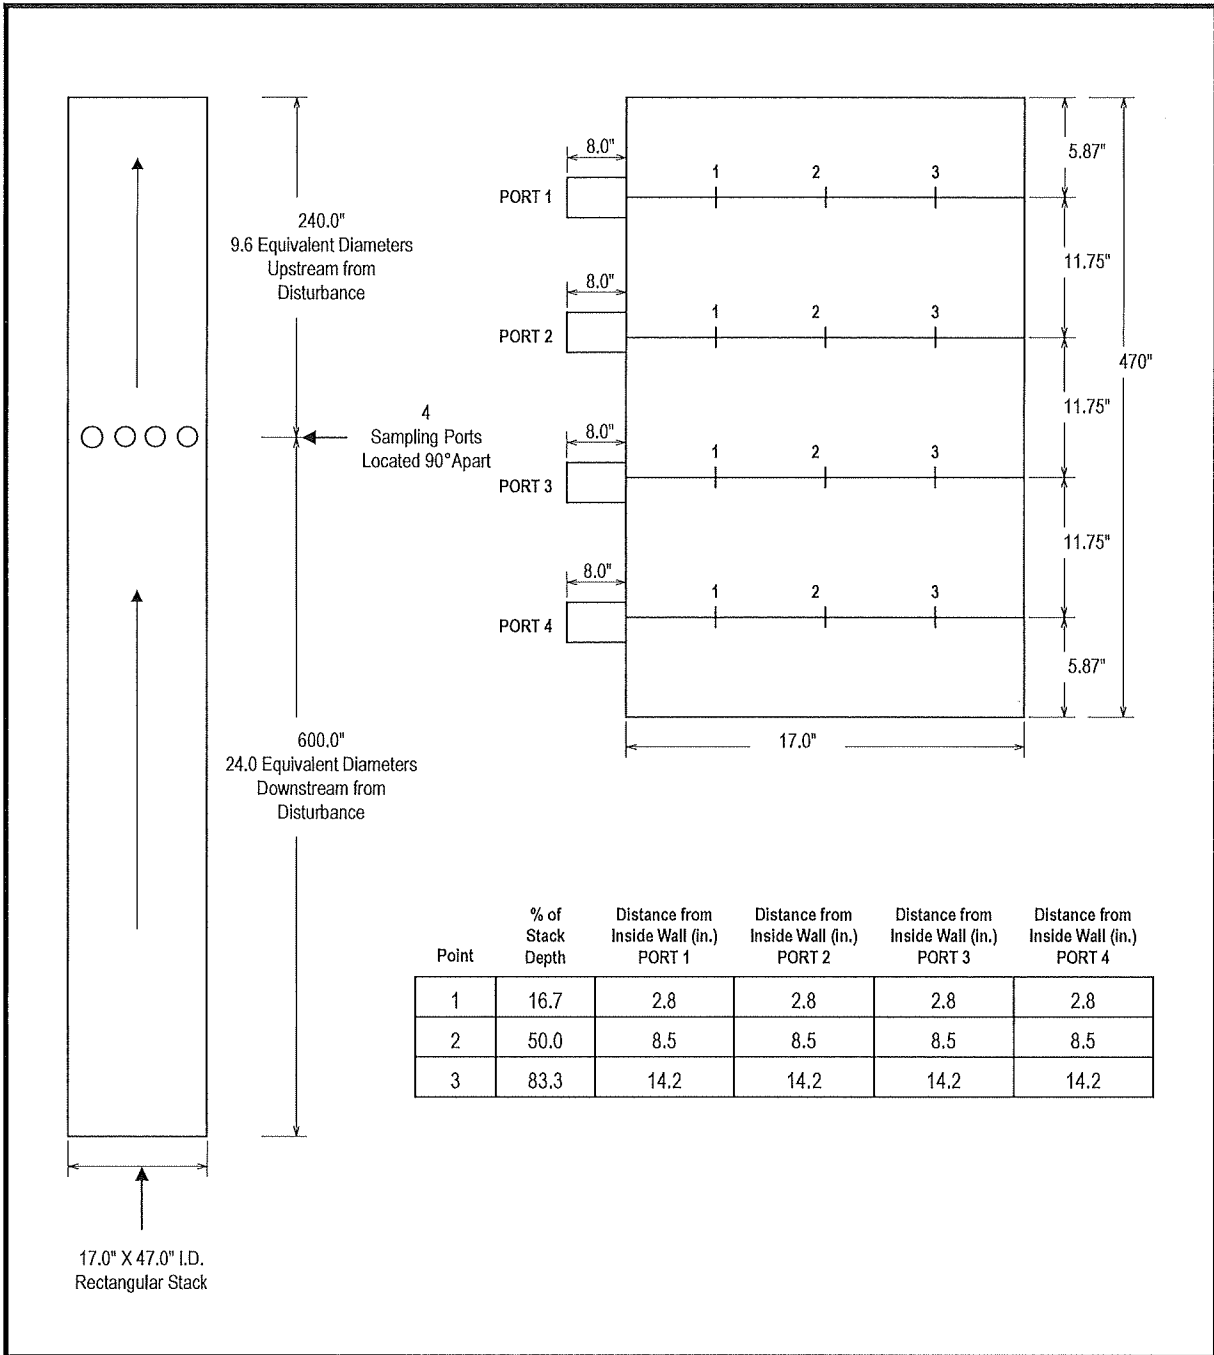 240.0"
9.6 Equivalent Diameters
Upstream from
Disturbance
4
Sampling Ports
Located 90°Apart
600.0"
24.0 Equivalent Diameters
Downstream from
Disturbance
17.0" X 47.0" I.D.
Rectangular Stack
8.0"
PORT 1
1 2 3
5.87"
11.75"
8.0"
PORT 2
1 2 3
470"
11.75"
8.0"
PORT 3
1 2 3
11.75"
8.0"
PORT 4
1 2 3
5.87"
17.0"
Point
% of
Stack
Depth
Distance from
Inside Wall (in.)
PORT 1
Distance from
Inside Wall (in.)
PORT 2
Distance from
Inside Wall (in.)
PORT 3
Distance from
Inside Wall (in.)
PORT 4
1 16.7 2.8 2.8 2.8 2.8
2 50.0 8.5 8.5 8.5 8.5
3 83.3 14.2 14.2 14.2 14.2